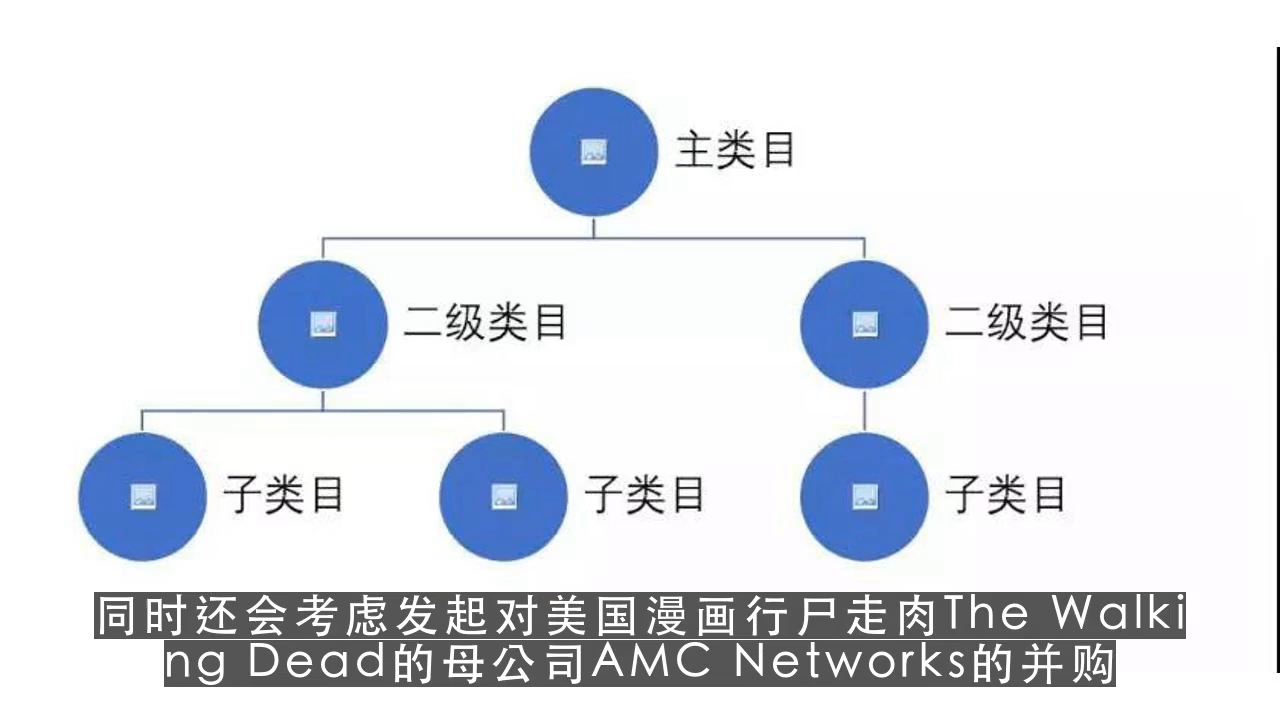 主类目
二级类目
二级类目
子类目
子类目
子类目
同时还会考虑发起对美国漫画行尸走肉The Walki
ng Dead的母公司AMC Networks的并购